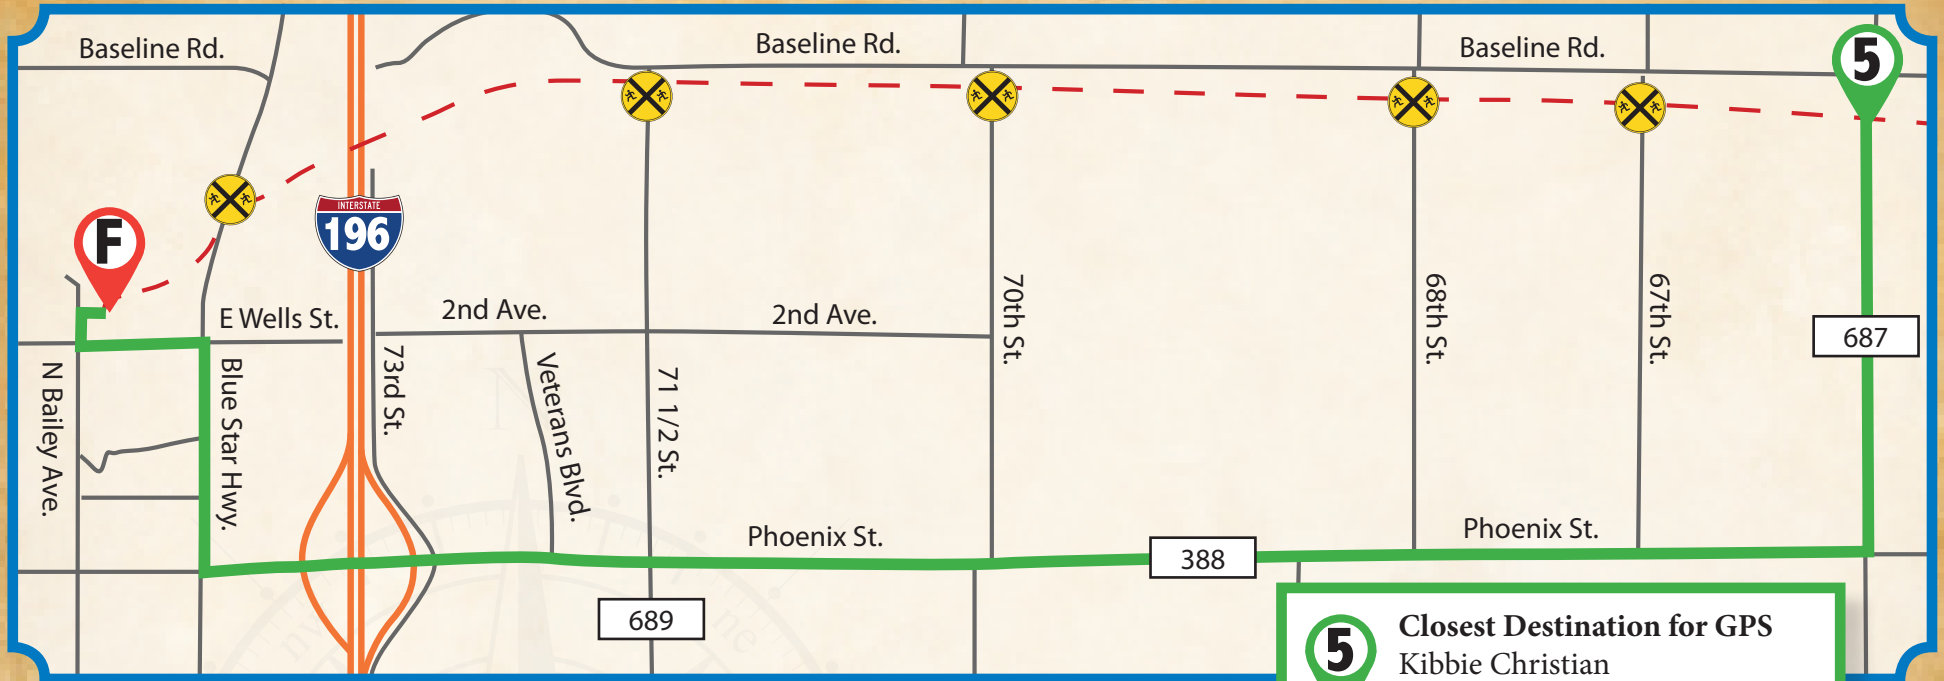 Baseline Rd.
Baseline Rd.
Baseline Rd.
5
INTERSTATE
196
F
E Wells St.
2nd Ave.
2nd Ave.
70th St.
68th St.
67th St.
687
N Bailey Ave.
Blue Star Hwy.
73rd St.
Veterans Blvd.
71 1/2 St.
N
Phoenix St.
Phoenix St.
388
689
nw
ne
5
Closest Destination for GPS
Kibbie Christian